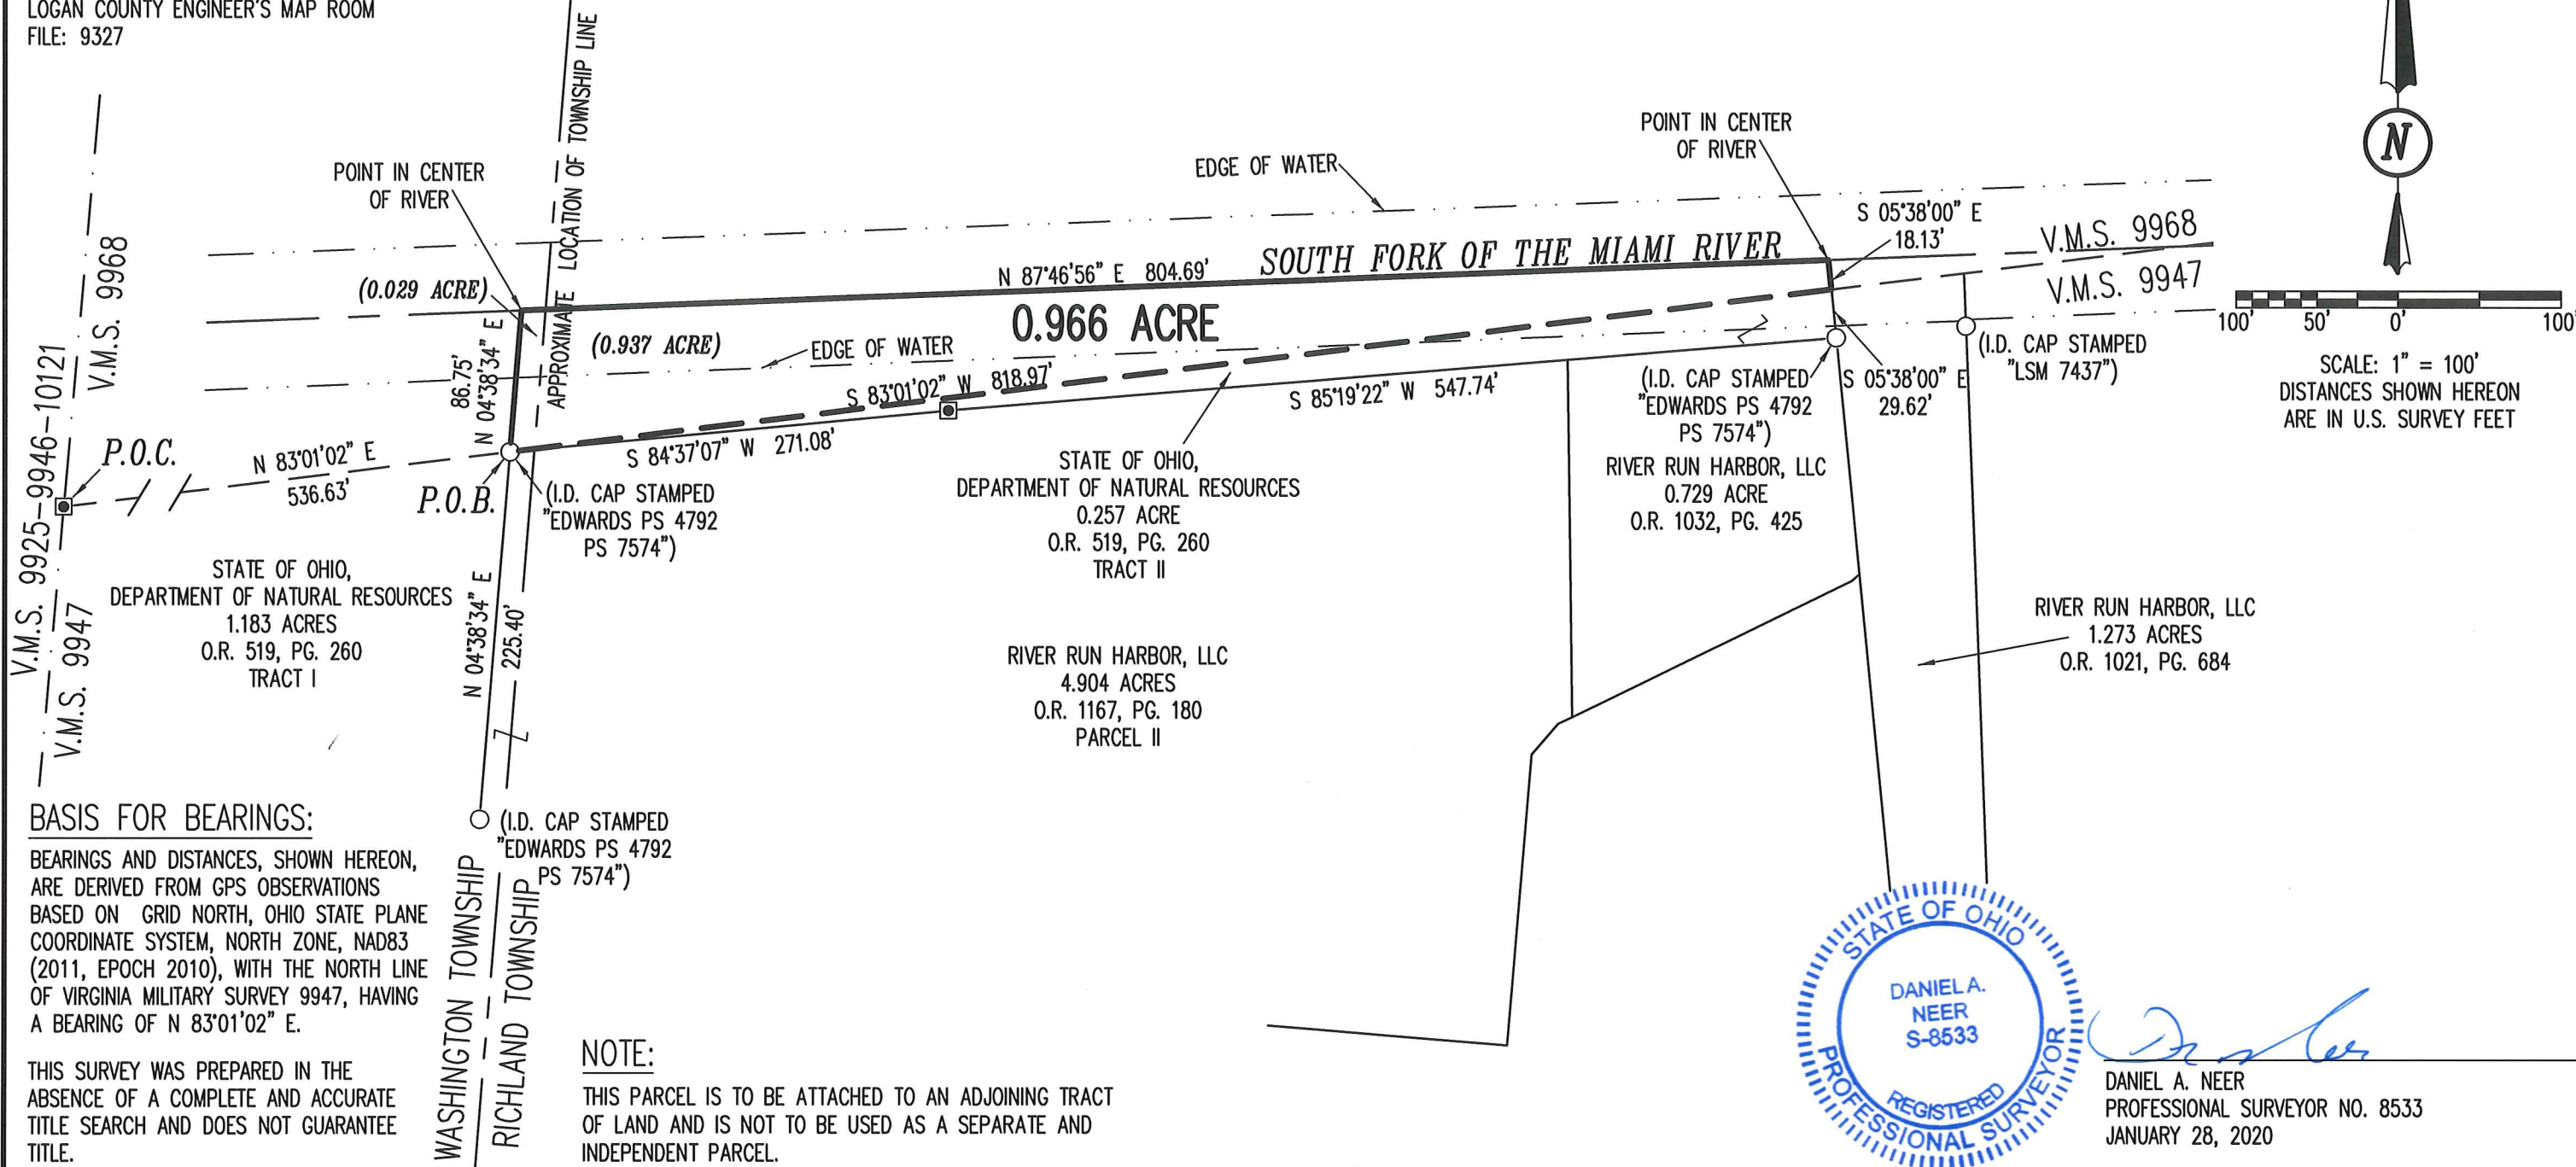 LOGAN COUNTY ENGINEER'S MAP ROOM
FILE: 9327
APPROXIMATE LOCATION OF TOWNSHIP LINE
POINT IN CENTER
OF RIVER
POINT IN CENTER
OF RIVER
EDGE OF WATER
N
S 05°38'00" E
18.13'
V.M.S. 9968
V.M.S. 9947
SOUTH FORK OF THE MIAMI RIVER
N 87°46'56" E 804.69'
(0.029 ACRE)
0.966 ACRE
(0.937 ACRE)
EDGE OF WATER
100' 50' 0' 100'
SCALE: 1" = 100'
DISTANCES SHOWN HEREON
ARE IN U.S. SURVEY FEET
(I.D. CAP STAMPED
"LSM 7437")
V.M.S. 9925-9946-10121
V.M.S. 9968
V.M.S. 9947
86.75'
N 04°38'34" E
S 83°01'02" W 818.97'
S 85°19'22" W 547.74'
S 84°37'07" W 271.08'
(I.D. CAP STAMPED
"EDWARDS PS 4792
PS 7574")
S 05°38'00" E
29.62'
P.O.C.
N 83°01'02" E
536.63'
P.O.B.
(I.D. CAP STAMPED
"EDWARDS PS 4792
PS 7574")
STATE OF OHIO,
DEPARTMENT OF NATURAL RESOURCES
0.257 ACRE
O.R. 519, PG. 260
TRACT II
RIVER RUN HARBOR, LLC
0.729 ACRE
O.R. 1032, PG. 425
STATE OF OHIO,
DEPARTMENT OF NATURAL RESOURCES
1.183 ACRES
O.R. 519, PG. 260
TRACT I
N 04°38'34" E
225.40'
RIVER RUN HARBOR, LLC
4.904 ACRES
O.R. 1167, PG. 180
PARCEL II
RIVER RUN HARBOR, LLC
1.273 ACRES
O.R. 1021, PG. 684
(I.D. CAP STAMPED
"EDWARDS PS 4792
PS 7574")
WASHINGTON TOWNSHIP
RICHLAND TOWNSHIP
BASIS FOR BEARINGS:
BEARINGS AND DISTANCES, SHOWN HEREON,
ARE DERIVED FROM GPS OBSERVATIONS
BASED ON GRID NORTH, OHIO STATE PLANE
COORDINATE SYSTEM, NORTH ZONE, NAD83
(2011, EPOCH 2010), WITH THE NORTH LINE
OF VIRGINIA MILITARY SURVEY 9947, HAVING
A BEARING OF N 83°01'02" E.
THIS SURVEY WAS PREPARED IN THE
ABSENCE OF A COMPLETE AND ACCURATE
TITLE SEARCH AND DOES NOT GUARANTEE
TITLE.
NOTE:
THIS PARCEL IS TO BE ATTACHED TO AN ADJOINING TRACT
OF LAND AND IS NOT TO BE USED AS A SEPARATE AND
INDEPENDENT PARCEL.
STATE OF OHIO
DANIEL A.
NEER
S-8533
REGISTERED
PROFESSIONAL SURVEYOR
DANIEL A. NEER
PROFESSIONAL SURVEYOR NO. 8533
JANUARY 28, 2020